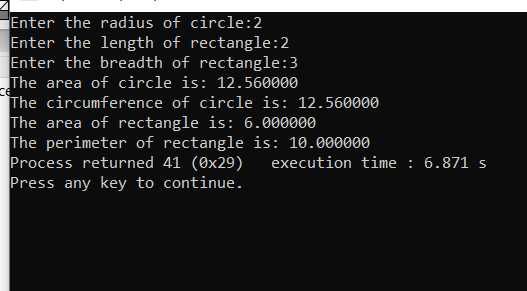 Enter the radius of circle:2
Enter the length of rectangle:2
Enter the breadth of rectangle:3
The area of circle is: 12.560000
The circumference of circle is: 12.560000
The area of rectangle is: 6.000000
The perimeter of rectangle is: 10.000000
Process returned 41 (0x29)   execution time : 6.871 s
Press any key to continue.